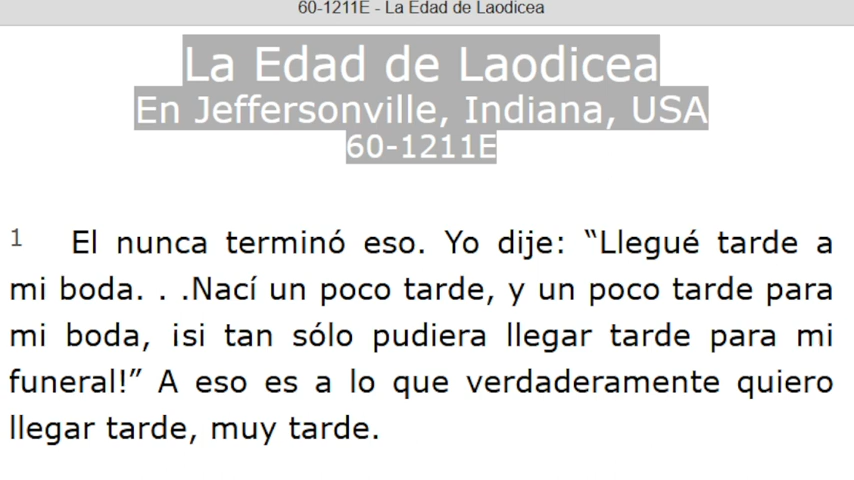 60-1211E - La Edad de Laodicea
La Edad de Laodicea
En Jeffersonville, Indiana, USA
60-1211E
1 El nunca terminó eso. Yo dije: “Llegué tarde a
mi boda. . .Nací un poco tarde, y un poco tarde para
mi boda, ¡si tan sólo pudiera llegar tarde para mi
funeral!” A eso es a lo que verdaderamente quiero
llegar tarde, muy tarde.